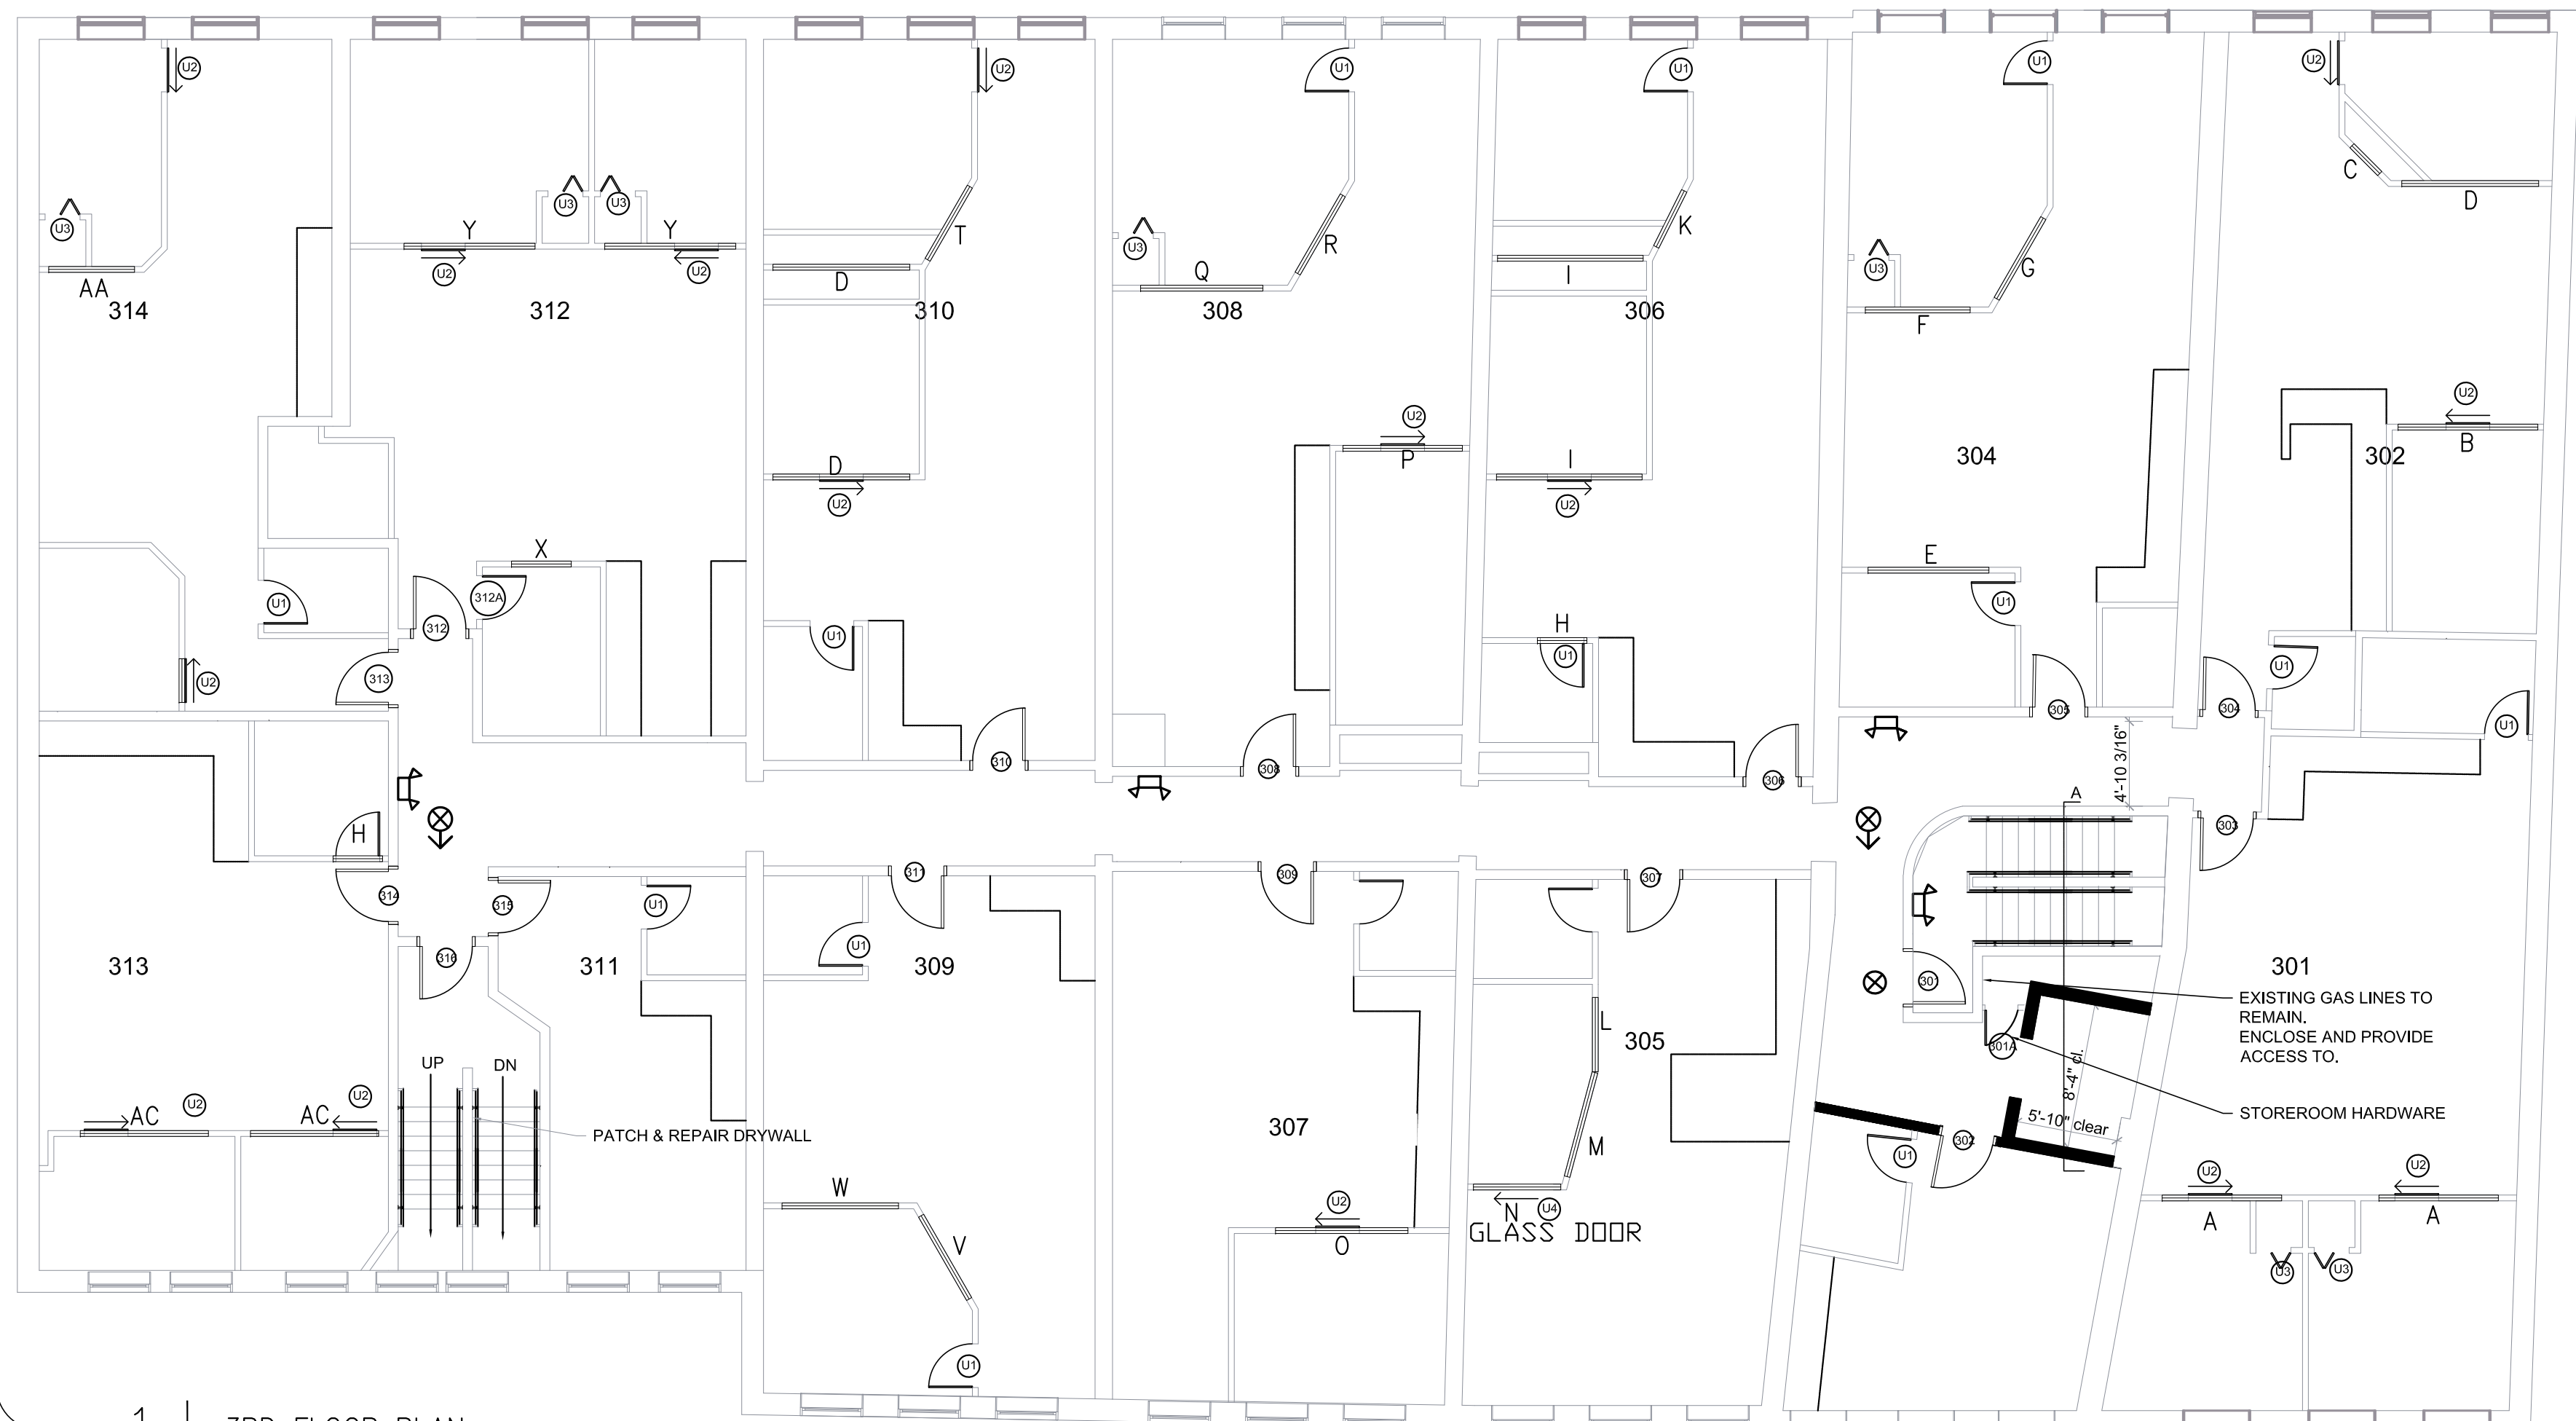 U2
U2
U1
U1
U1
U2
C
D
U3
U3
U3
Y
Y
U3
T
R
K
U3
G
U2
U2
AA
D
Q
I
F
314
312
310
308
306
U2
U2
B
P
304
302
D
I
E
U2
U2
X
U1
312A
312
U1
H
U1
U1
U1
313
U2
305
304
U1
310
308
306
4'-10 3/16"
A
H
303
314
315
U1
311
309
307
U1
316
313
311
309
301
301
EXISTING GAS LINES TO
REMAIN.
ENCLOSE AND PROVIDE
ACCESS TO.
L
305
301A
UP
DN
8'-4" cl.
AC
U2
AC
U2
PATCH & REPAIR DRYWALL
307
M
302
5'-10" clear
STOREROOM HARDWARE
U1
W
U2
N
U4
GLASS DOOR
U2
U2
A
A
V
O
U3
U3
U1
1
3RD FLOOR PLAN